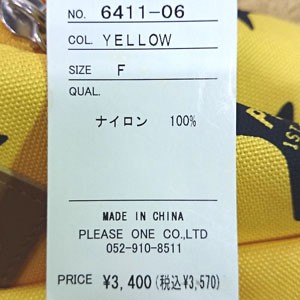 NO. 6411-06
COL. YELLOW
SIZE F
QUAL.
ナイロン 100%
MADE IN CHINA
PLEASE ONE CO.,LTD
052-910-8511
PRICE ¥3,400(税込¥3,570)